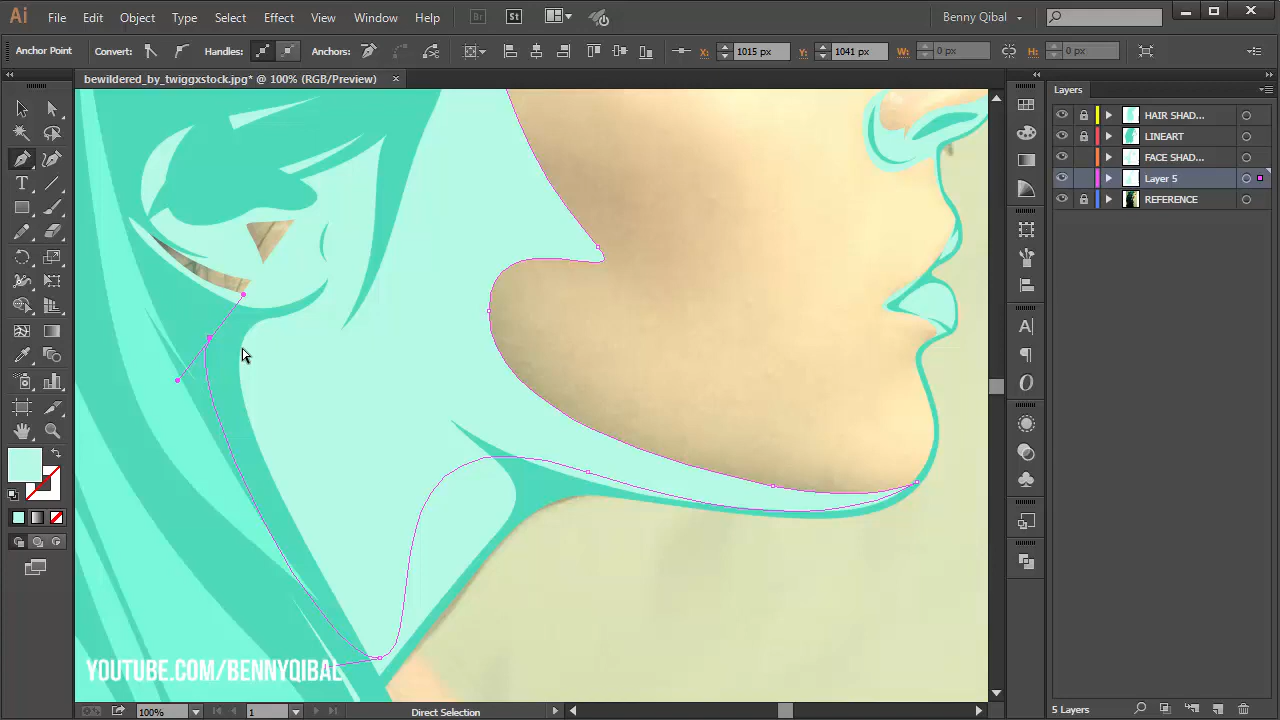 Ai
File
Edit
Object
Type
Select
Effect
View
Window
Help
Br
St
Benny Qibal
Anchor Point
Convert:
Handles:
Anchors:
X:
1015 px
Y:
1041 px
W:
0 px
H:
0 px
bewildered_by_twiggxstock.jpg* @ 100% (RGB/Preview)
Layers
HAIR SHAD...
LINEART
FACE SHAD...
Layer 5
REFERENCE
YOUTUBE.COM/BENNYQIBAL
100%
1
Direct Selection
5 Layers